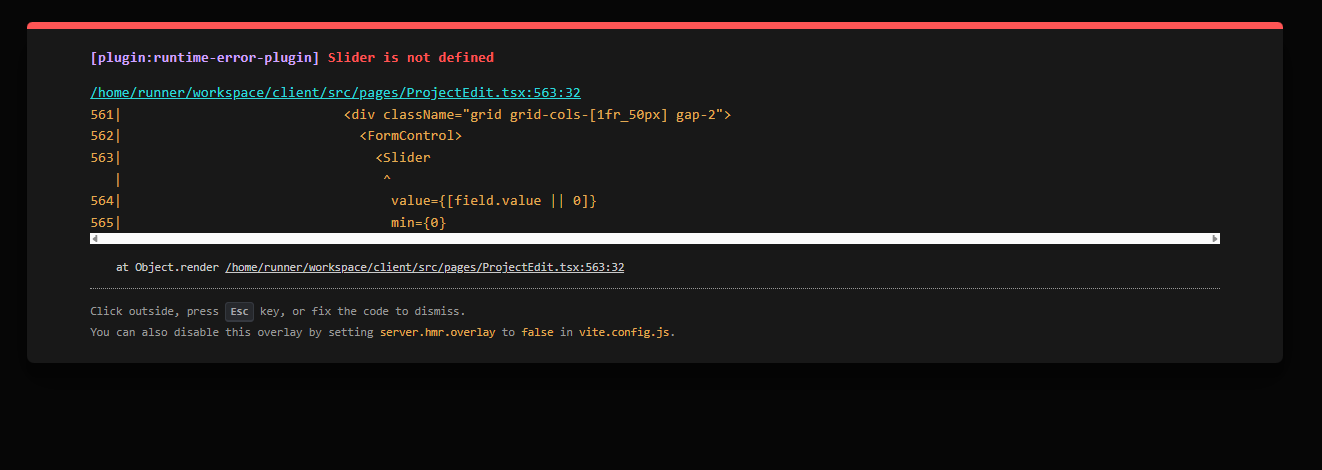 [plugin:runtime-error-plugin] Slider is not defined
/home/runner/workspace/client/src/pages/ProjectEdit.tsx:563:32
561|                            <div className="grid grid-cols-[1fr_50px] gap-2">
562|                              <FormControl>
563|                                <Slider
   |                                 ^
564|                                  value={[field.value || 0]}
565|                                  min={0}
at Object.render /home/runner/workspace/client/src/pages/ProjectEdit.tsx:563:32
Click outside, press Esc key, or fix the code to dismiss.
You can also disable this overlay by setting server.hmr.overlay to false in vite.config.js.